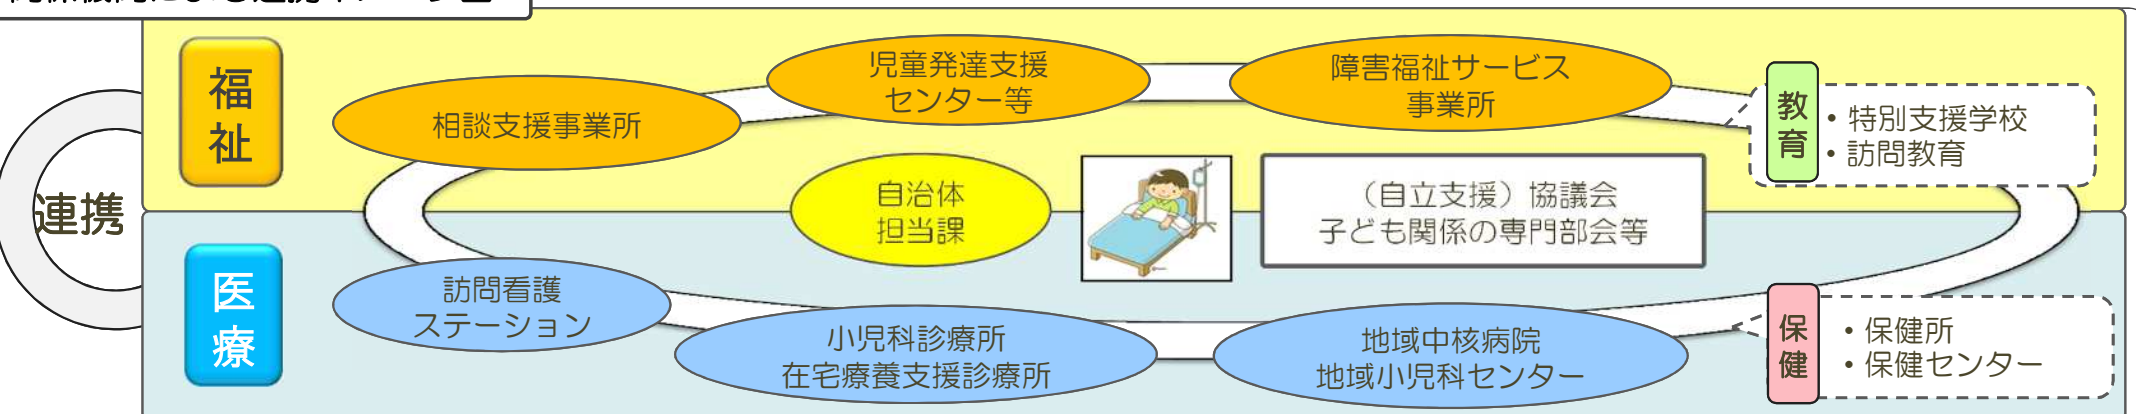 福祉
相談支援事業所
児童発達支援
センター等
障害福祉サービス
事業所
教育
・特別支援学校
・訪問教育
連携
自治体
担当課
（自立支援）協議会
子ども関係の専門部会等
医療
訪問看護
ステーション
小児科診療所
在宅療養支援診療所
地域中核病院
地域小児科センター
保健
・保健所
・保健センター